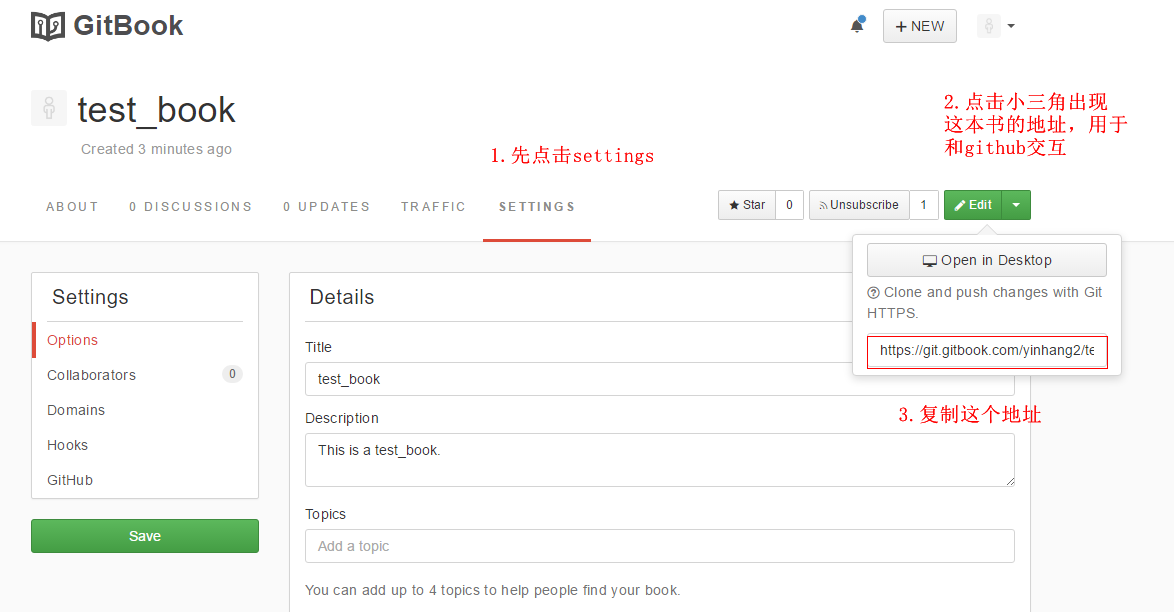 GitBook
+ NEW
test_book
Created 3 minutes ago
1.先点击settings
2.点击小三角出现
这本书的地址，用于
和github交互
ABOUT
0 DISCUSSIONS
0 UPDATES
TRAFFIC
SETTINGS
Star 0
Unsubscribe 1
Edit
Open in Desktop
Clone and push changes with Git
HTTPS.
https://git.gitbook.com/yinhang2/te
3.复制这个地址
Settings
Options
Collaborators 0
Domains
Hooks
GitHub
Save
Details
Title
test_book
Description
This is a test_book.
Topics
Add a topic
You can add up to 4 topics to help people find your book.